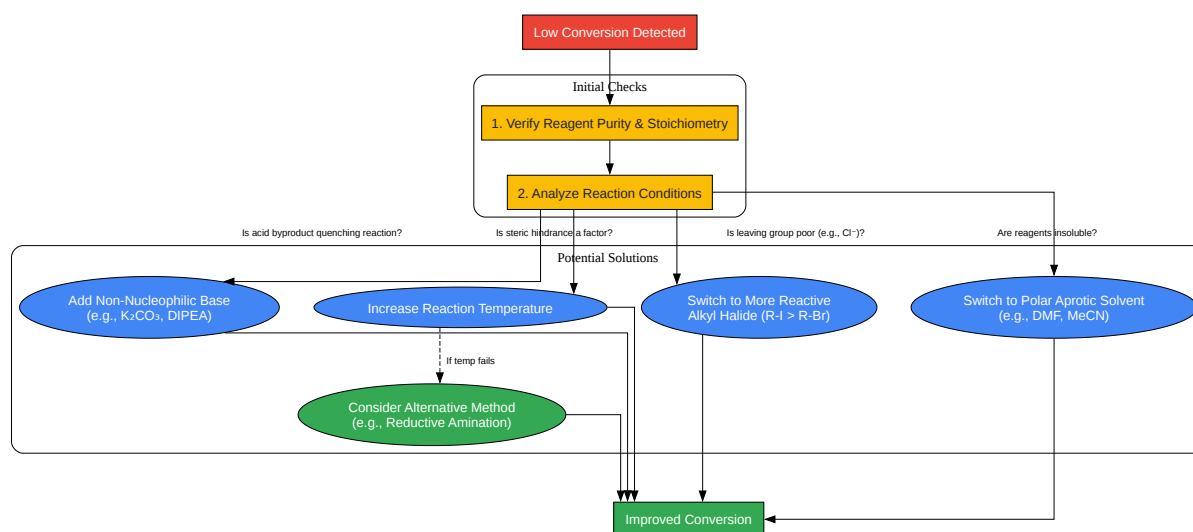 Low Conversion Detected
Initial Checks
1. Verify Reagent Purity & Stoichiometry
2. Analyze Reaction Conditions
Is acid byproduct quenching reaction?
Is steric hindrance a factor?
Is leaving group poor (e.g., Cl⁻)?
Are reagents insoluble?
Potential Solutions
Add Non-Nucleophilic Base
(e.g., K₂CO₃, DIPEA)
Increase Reaction Temperature
Switch to More Reactive
Alkyl Halide (R-I > R-Br)
Switch to Polar Aprotic Solvent
(e.g., DMF, MeCN)
If temp fails
Consider Alternative Method
(e.g., Reductive Amination)
Improved Conversion